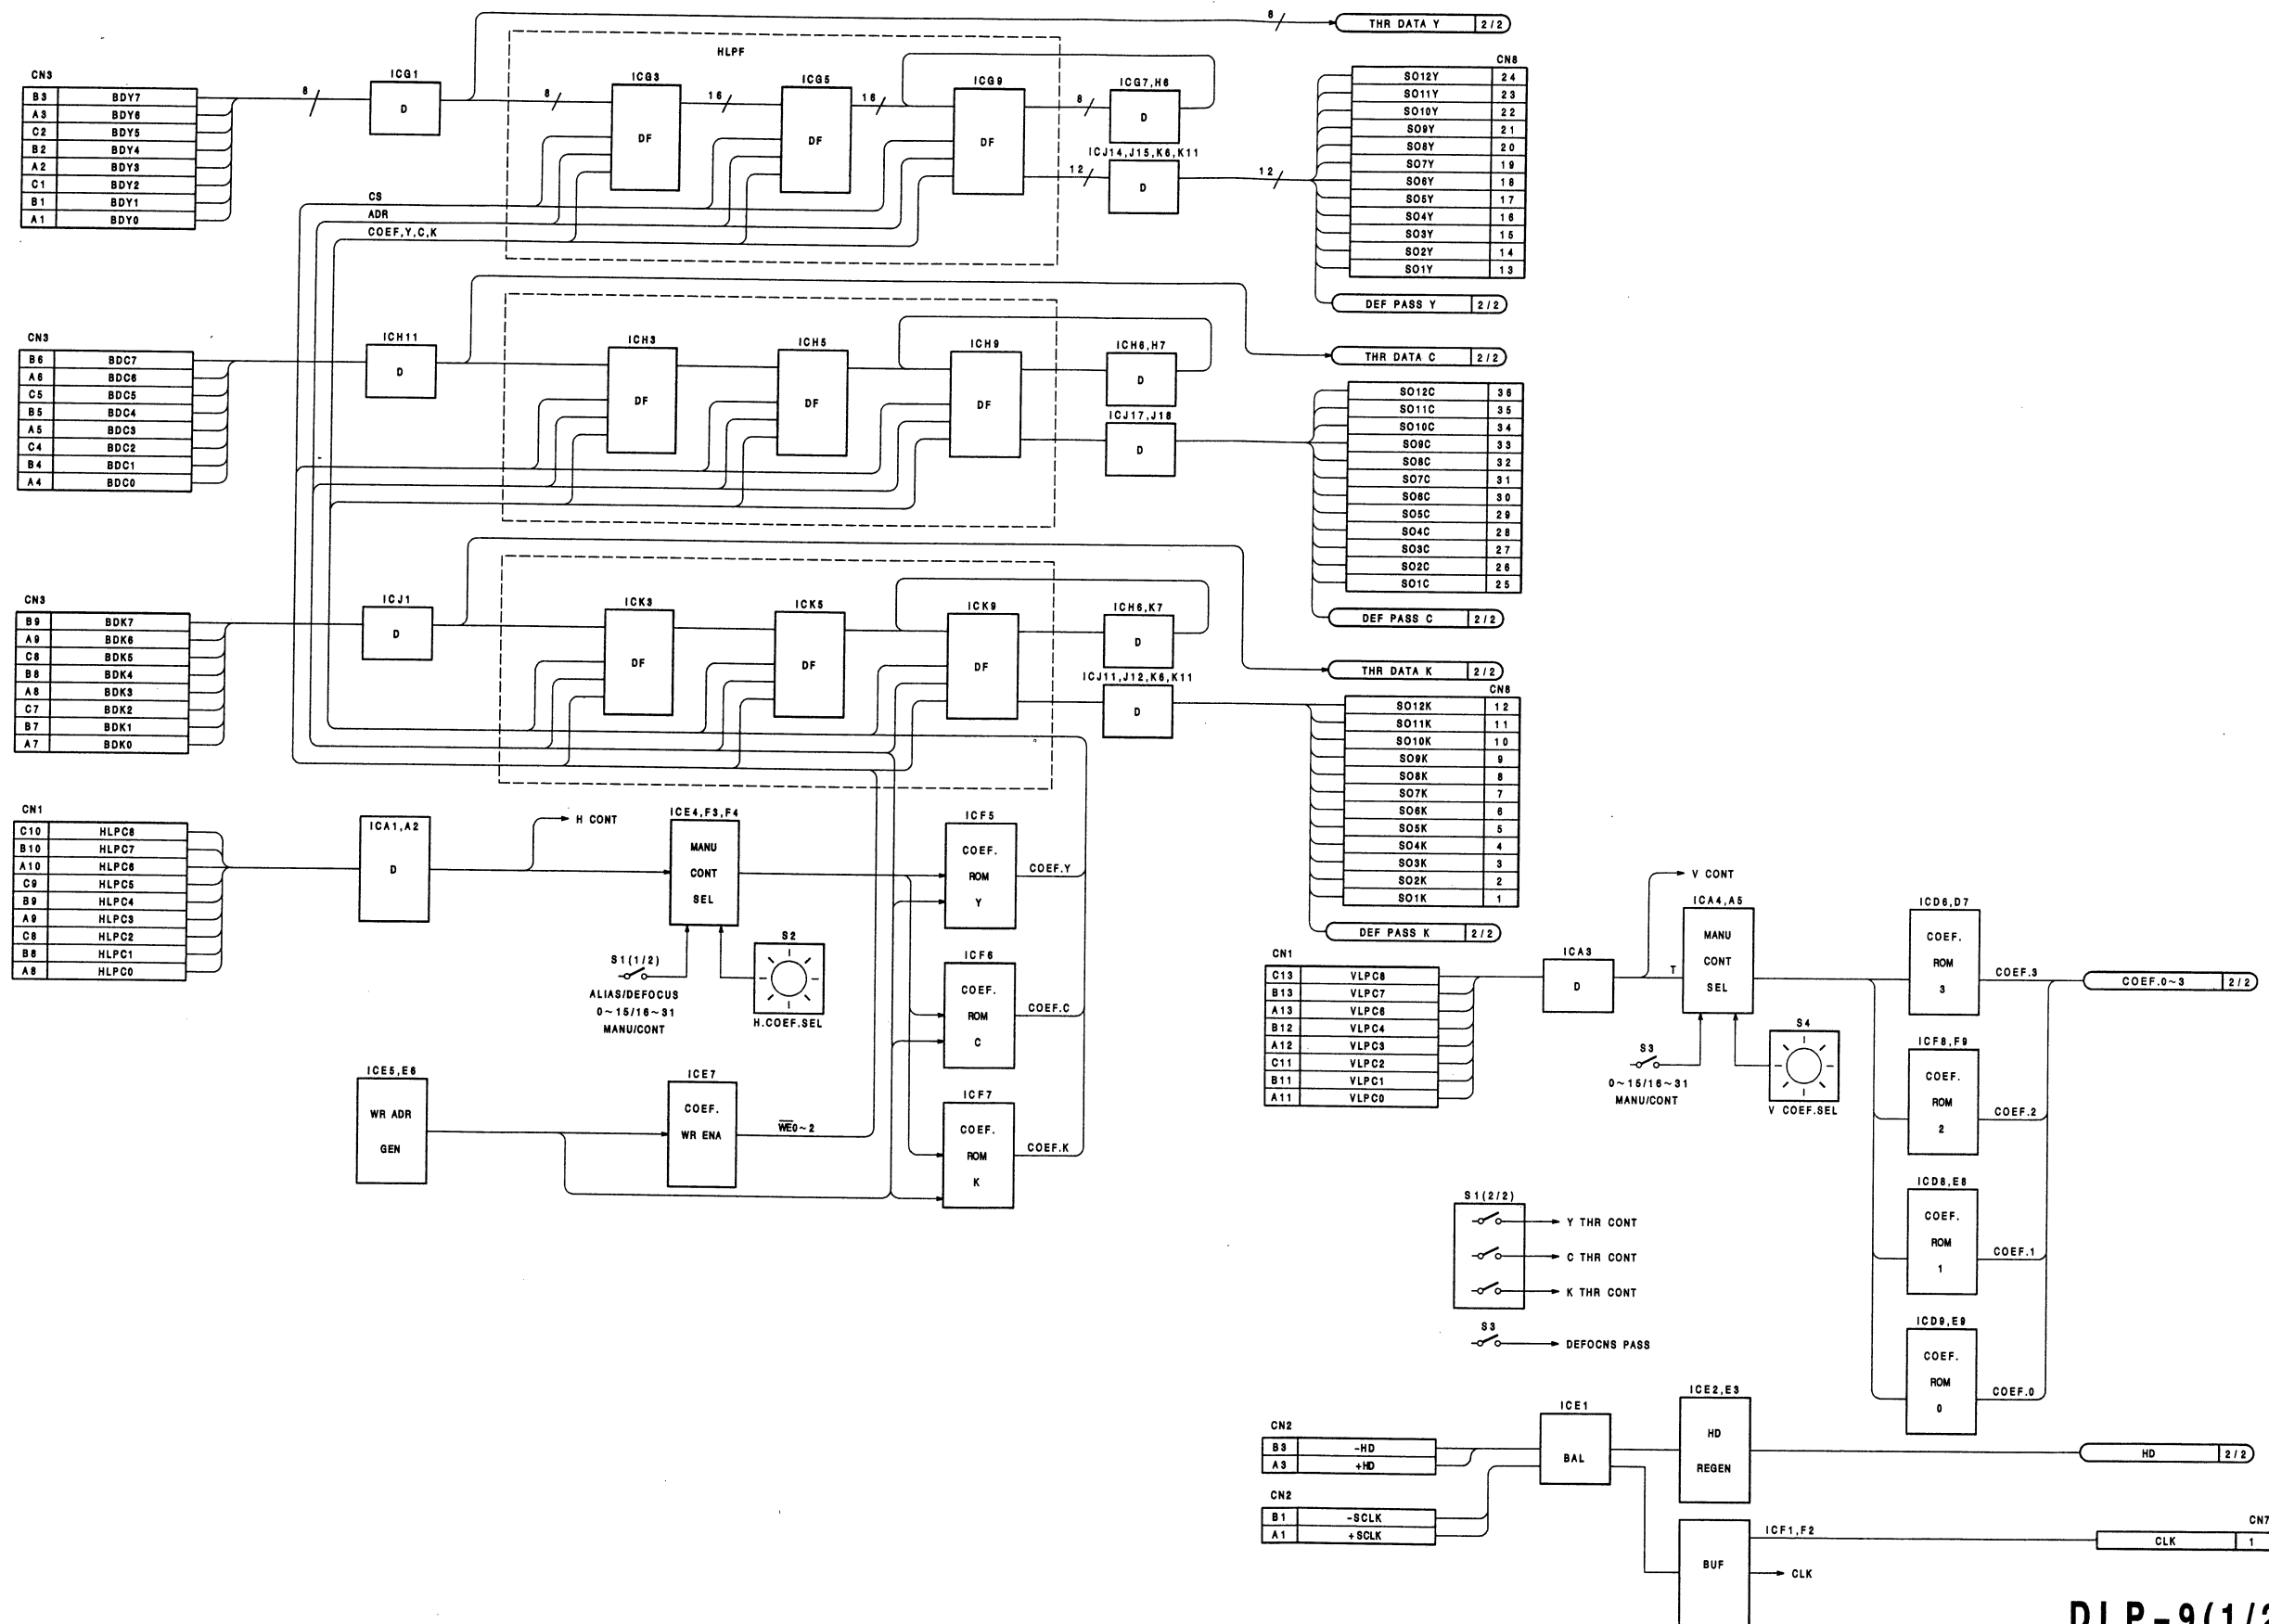 8 THR DATA Y 2/2
HLPF
CN3
B3 BDY7
A3 BDY6
C2 BDY5
B2 BDY4
A2 BDY3
C1 BDY2
B1 BDY1
A1 BDY0
8
ICG1
D
8
ICG3
DF
16
ICG5
DF
16
ICG9
DF
8
ICG7,H6
D
12
ICJ14,J15,K6,K11
D
12
CN8
SO12Y 24
SO11Y 23
SO10Y 22
SO9Y 21
SO8Y 20
SO7Y 19
SO6Y 18
SO5Y 17
SO4Y 16
SO3Y 15
SO2Y 14
SO1Y 13
DEF PASS Y 2/2
CS
ADR
COEF,Y,C,K
CN3
B6 BDC7
A6 BDC6
C5 BDC5
B5 BDC4
A5 BDC3
C4 BDC2
B4 BDC1
A4 BDC0
ICH11
D
ICH3
DF
ICH5
DF
ICH9
DF
ICH6,H7
D
ICJ17,J18
D
THR DATA C 2/2
SO12C 36
SO11C 35
SO10C 34
SO9C 33
SO8C 32
SO7C 31
SO6C 30
SO5C 29
SO4C 28
SO3C 27
SO2C 26
SO1C 25
DEF PASS C 2/2
CN3
B9 BDK7
A9 BDK6
C8 BDK5
B8 BDK4
A8 BDK3
C7 BDK2
B7 BDK1
A7 BDK0
ICJ1
D
ICK3
DF
ICK5
DF
ICK9
DF
ICH6,K7
D
ICJ11,J12,K6,K11
D
THR DATA K 2/2
CN8
SO12K 12
SO11K 11
SO10K 10
SO9K 9
SO8K 8
SO7K 7
SO6K 6
SO5K 5
SO4K 4
SO3K 3
SO2K 2
SO1K 1
DEF PASS K 2/2
CN1
C10 HLPC8
B10 HLPC7
A10 HLPC6
C9 HLPC5
B9 HLPC4
A9 HLPC3
C8 HLPC2
B8 HLPC1
A8 HLPC0
ICA1,A2
D
H CONT
ICE4,F3,F4
MANU
CONT
SEL
S1(1/2)
ALIAS/DEFOCUS
0~15/16~31
MANU/CONT
S2
H.COEF.SEL
ICF5
COEF.
ROM
Y
COEF.Y
ICF6
COEF.
ROM
C
COEF.C
ICF7
COEF.
ROM
K
COEF.K
ICE5,E6
WR ADR
GEN
ICE7
COEF.
WR ENA
WE0~2
CN1
C13 VLPC8
B13 VLPC7
A13 VLPC6
B12 VLPC4
A12 VLPC3
C11 VLPC2
B11 VLPC1
A11 VLPC0
ICA3
D
V CONT
T
ICA4,A5
MANU
CONT
SEL
S3
0~15/16~31
MANU/CONT
S4
V COEF.SEL
ICD6,D7
COEF.
ROM
3
COEF.3
COEF.0~3 2/2
ICF8,F9
COEF.
ROM
2
COEF.2
ICD8,E8
COEF.
ROM
1
COEF.1
ICD9,E9
COEF.
ROM
0
COEF.0
S1(2/2)
Y THR CONT
C THR CONT
K THR CONT
S3
DEFOCNS PASS
CN2
B3 -HD
A3 +HD
CN2
B1 -SCLK
A1 +SCLK
ICE1
BAL
ICE2,E3
HD
REGEN
HD 2/2
BUF
ICF1,F2
CLK
CN7
CLK 1
DLP-9(1/2